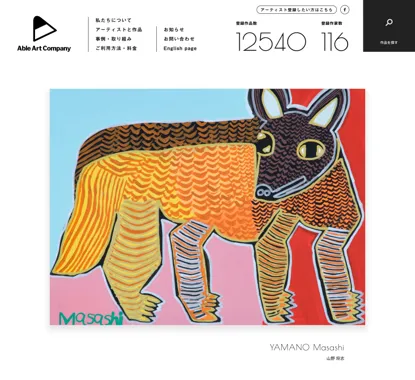 アーティスト登録したい方はこちら
f
Able Art Company
私たちについて
アーティストと作品
事例・取り組み
ご利用方法・料金
お知らせ
お問い合わせ
English page
登録作品数
12540
登録作家数
116
作品を探す
Masashi
YAMANO Masashi
山野 将志